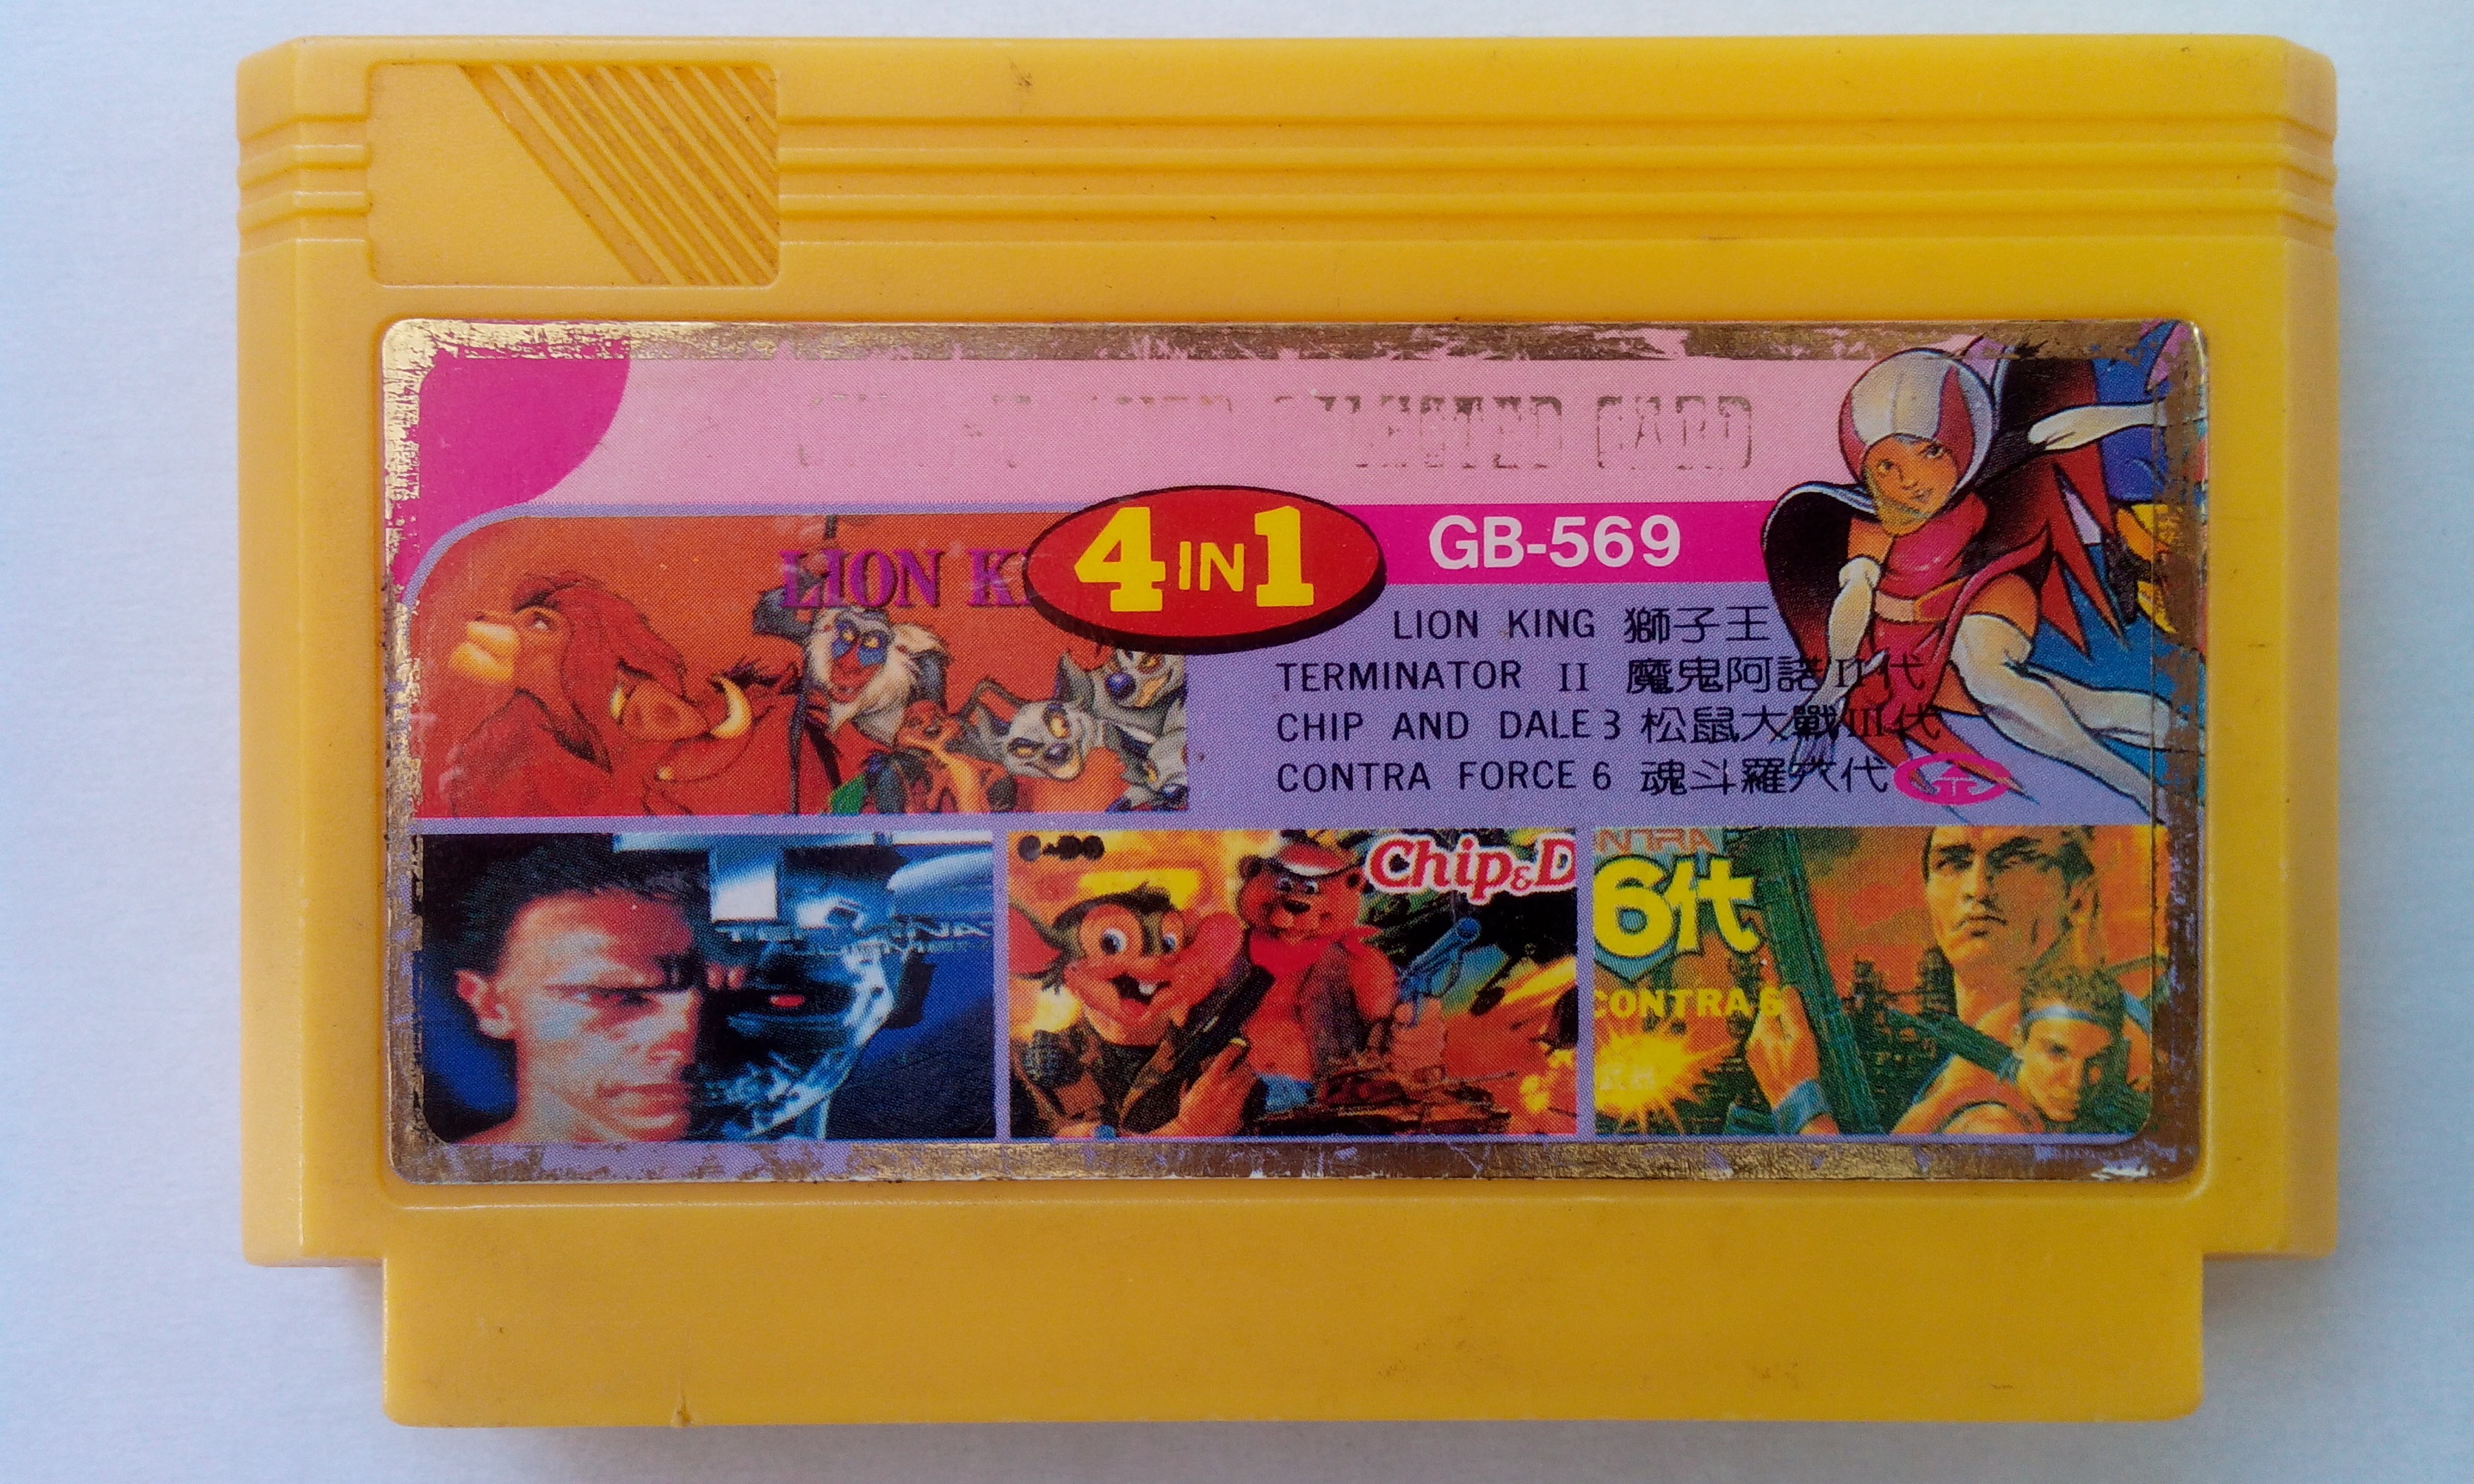 CARD
LION K
4 IN 1
GB-569
LION KING 獅子王
TERMINATOR II 魔鬼阿諾II代
CHIP AND DALE 3 松鼠大戰III代
CONTRA FORCE 6 魂斗羅六代
Chip&D
NTRA
6代
CONTRA 6